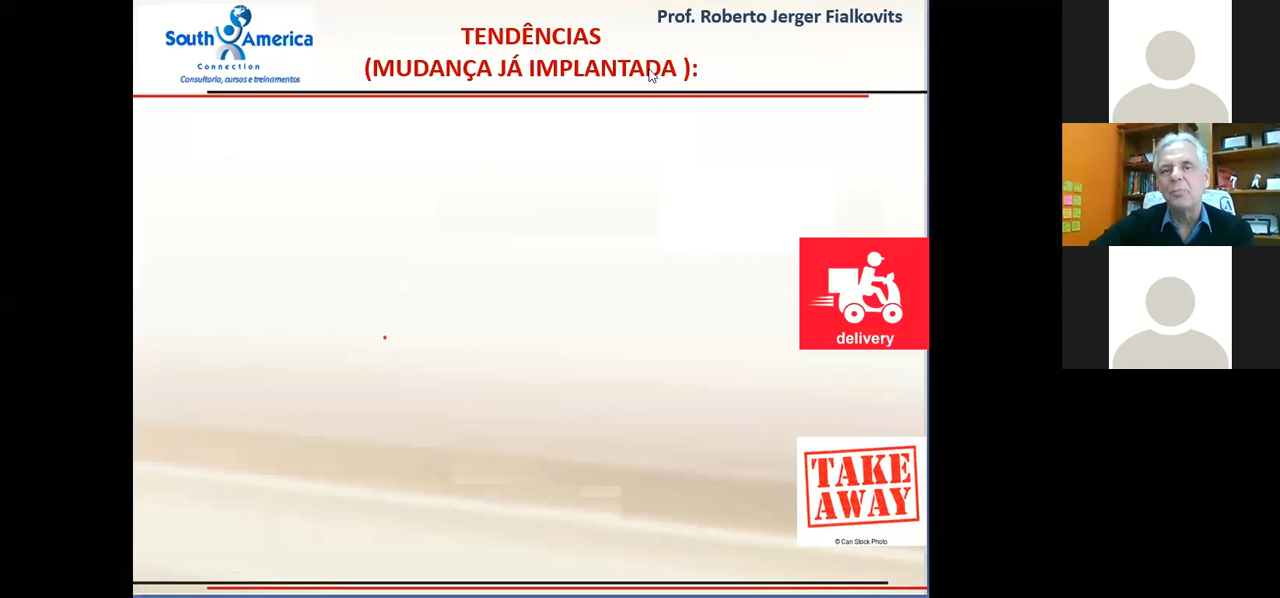 Prof. Roberto Jerger Fialkovits
South America
Connection
Consultoria, cursos e treinamentos
TENDÊNCIAS
(MUDANÇA JÁ IMPLANTADA ):
delivery
TAKE
AWAY
© Can Stock Photo